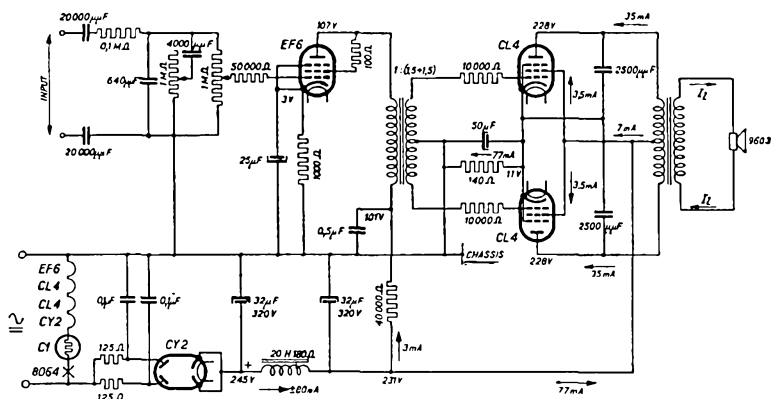 20000µµF
0,1MΩ
4000µµF
640µµF
1MΩ
1MΩ
50000Ω
INPUT
20000µµF
107V
EF6
100Ω
3V
25µF
1000Ω
1:(1,5+1,5)
0,5µF
101V
228V
35mA
CL4
10000Ω
2500µµF
3,5mA
I₂
50µF
7mA
77mA
140Ω
11V
9603
3,5mA
10000Ω
CL4
2500µµF
I₂
228V
35mA
CHASSIS
EF6
CL4
CL4
CY2
C1
8064
0,1µF
0,1µF
32µF
320V
32µF
320V
40000Ω
125Ω
CY2
125Ω
+
245V
20H 180Ω
±80mA
3mA
231V
77mA